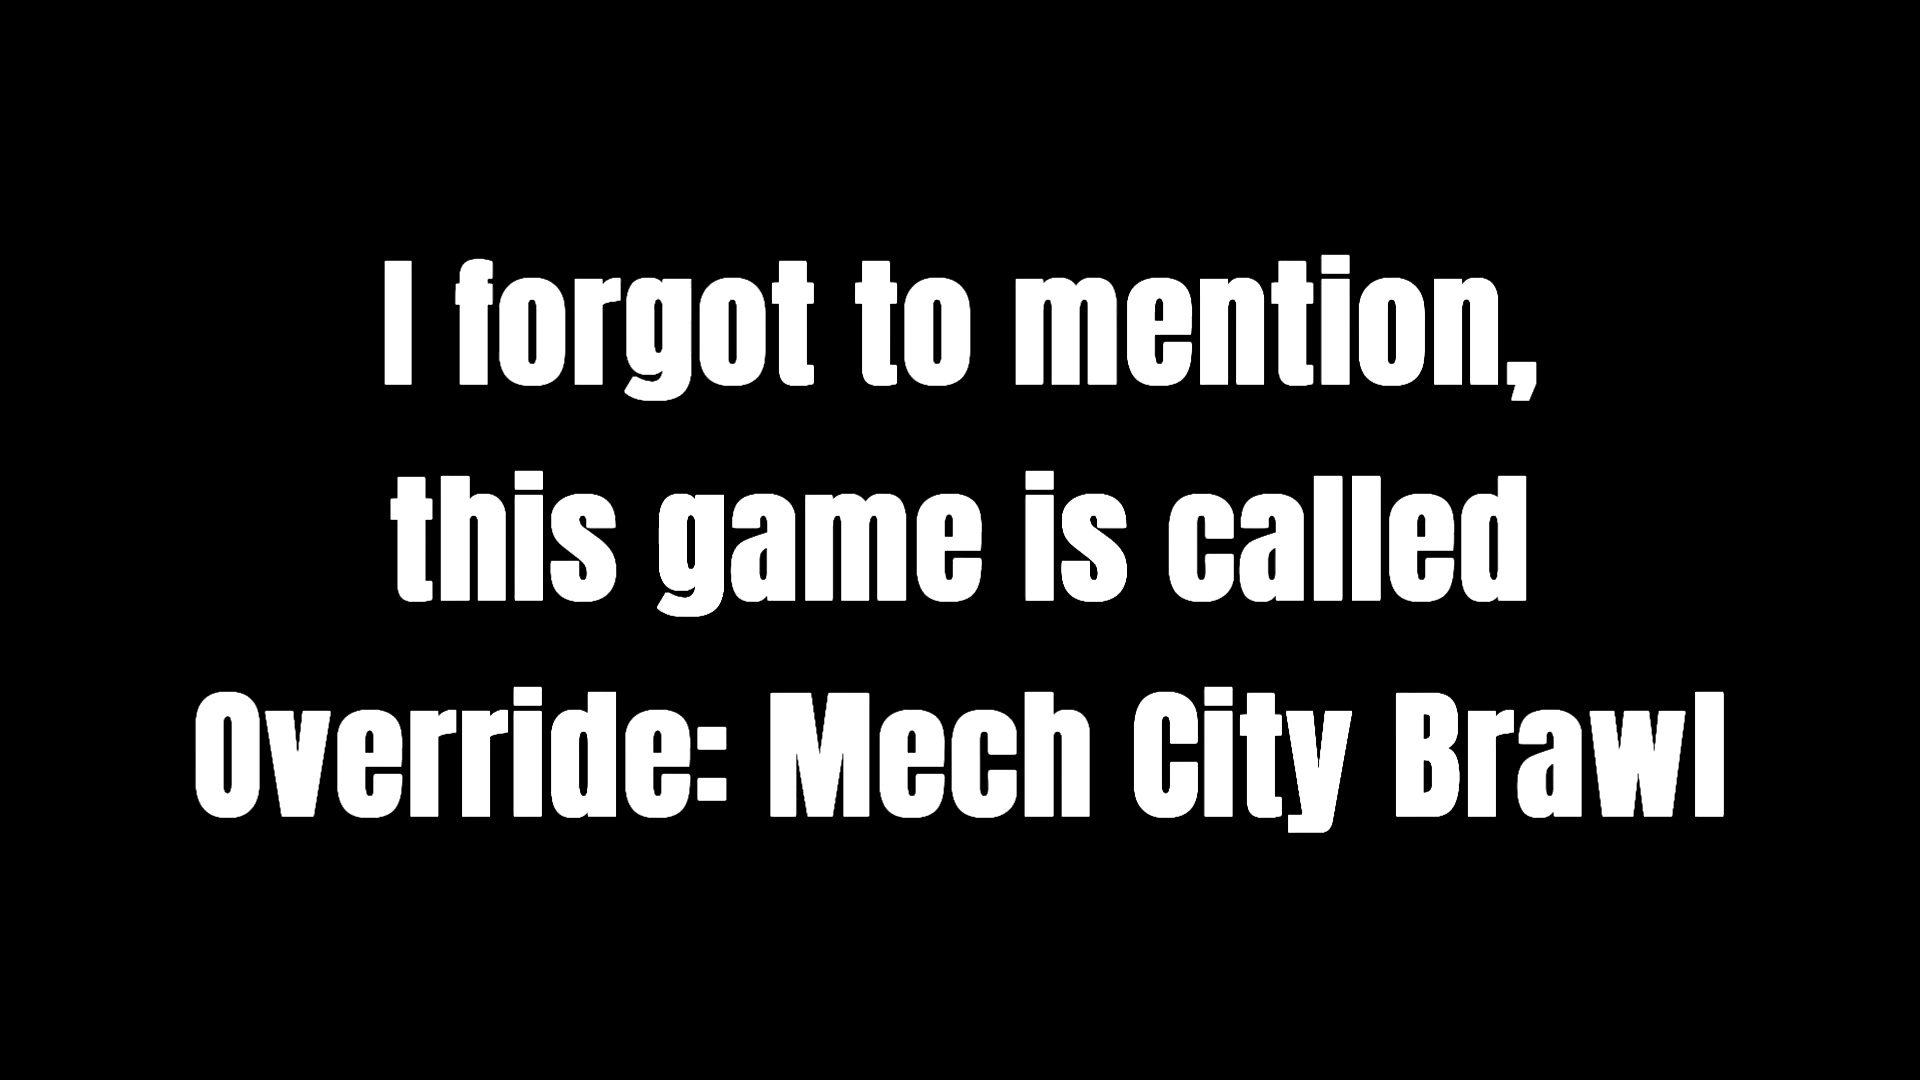 I forgot to mention,
this game is called
Override: Mech City Brawl